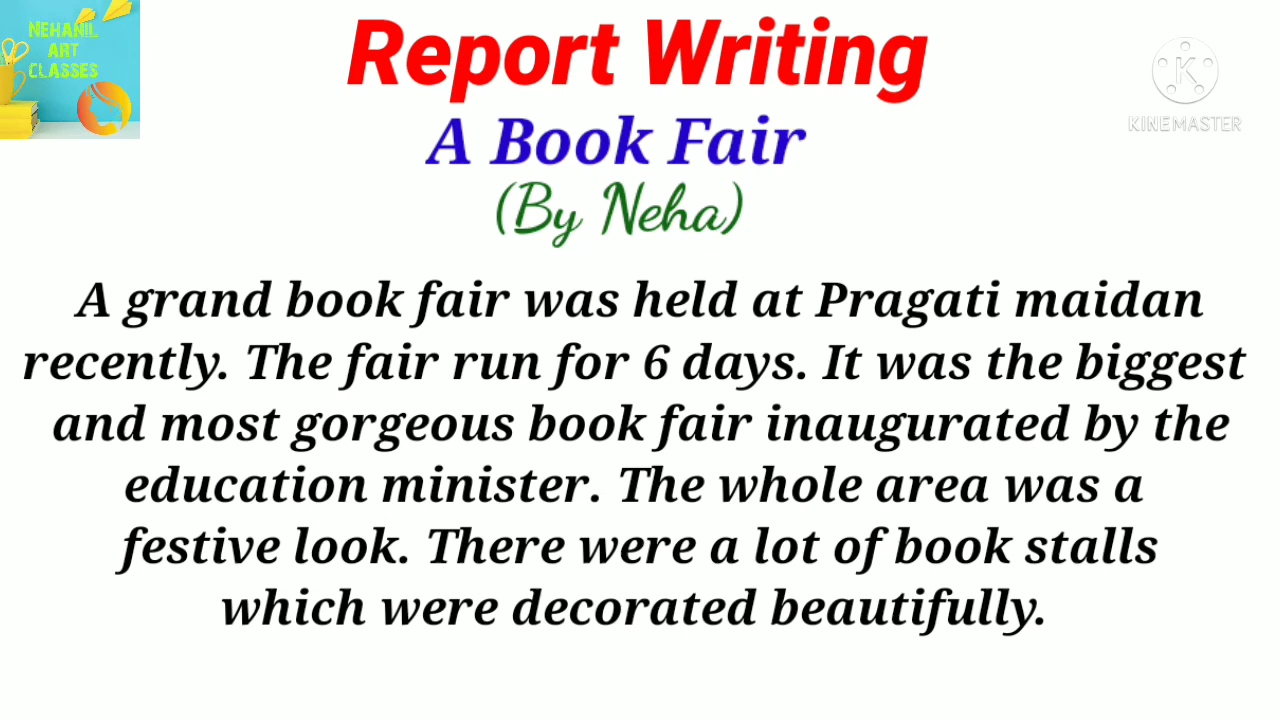 NEHANIL
ART
CLASSES
Report Writing
K
KINEMASTER
A Book Fair
(By Neha)
A grand book fair was held at Pragati maidan
recently. The fair run for 6 days. It was the biggest
and most gorgeous book fair inaugurated by the
education minister. The whole area was a
festive look. There were a lot of book stalls
which were decorated beautifully.